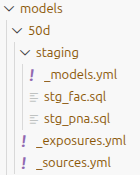 models
50d
staging
_models.yml
stg_fac.sql
stg_pna.sql
_exposures.yml
_sources.yml